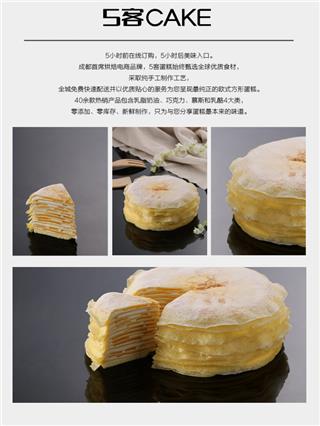 5客CAKE
5小时前在线订购，5小时后美味入口。
成都首席烘焙电商品牌，5客蛋糕始终甄选全球优质食材，
采取纯手工制作工艺，
全城免费快速配送并以优质贴心的服务为您呈现最纯正的欧式方形蛋糕。
40余款热销产品包含乳脂奶油、巧克力、慕斯和乳酪4大类，
零添加、零库存、新鲜制作，只为与您分享蛋糕最本来的味道。